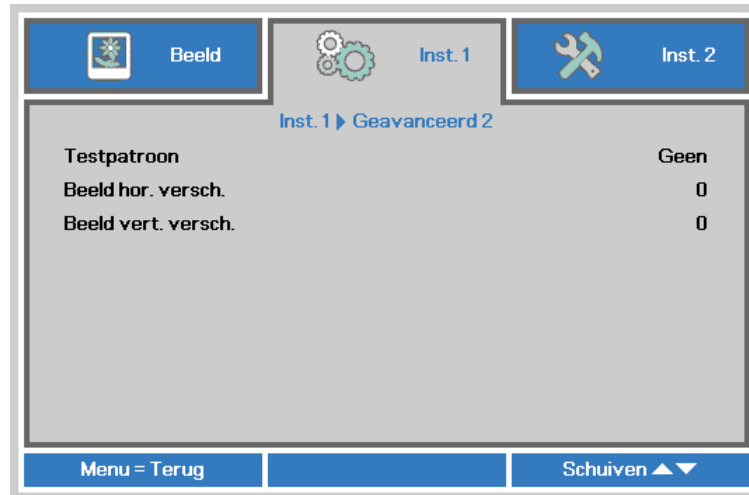 Beeld
Inst. 1
Inst. 2
Inst. 1 ▶ Geavanceerd 2
Testpatroon Geen
Beeld hor. versch. 0
Beeld vert. versch. 0
Menu = Terug
Schuiven ▲▼